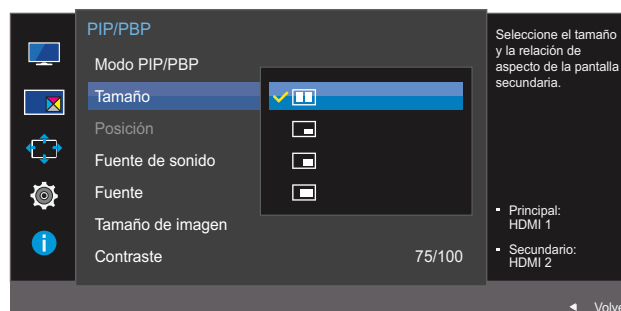 PIP/PBP
Modo PIP/PBP
Tamaño
Posición
Fuente de sonido
Fuente
Tamaño de imagen
Contraste 75/100
Seleccione el tamaño
y la relación de
aspecto de la pantalla
secundaria.
Principal:
HDMI 1
Secundario:
HDMI 2